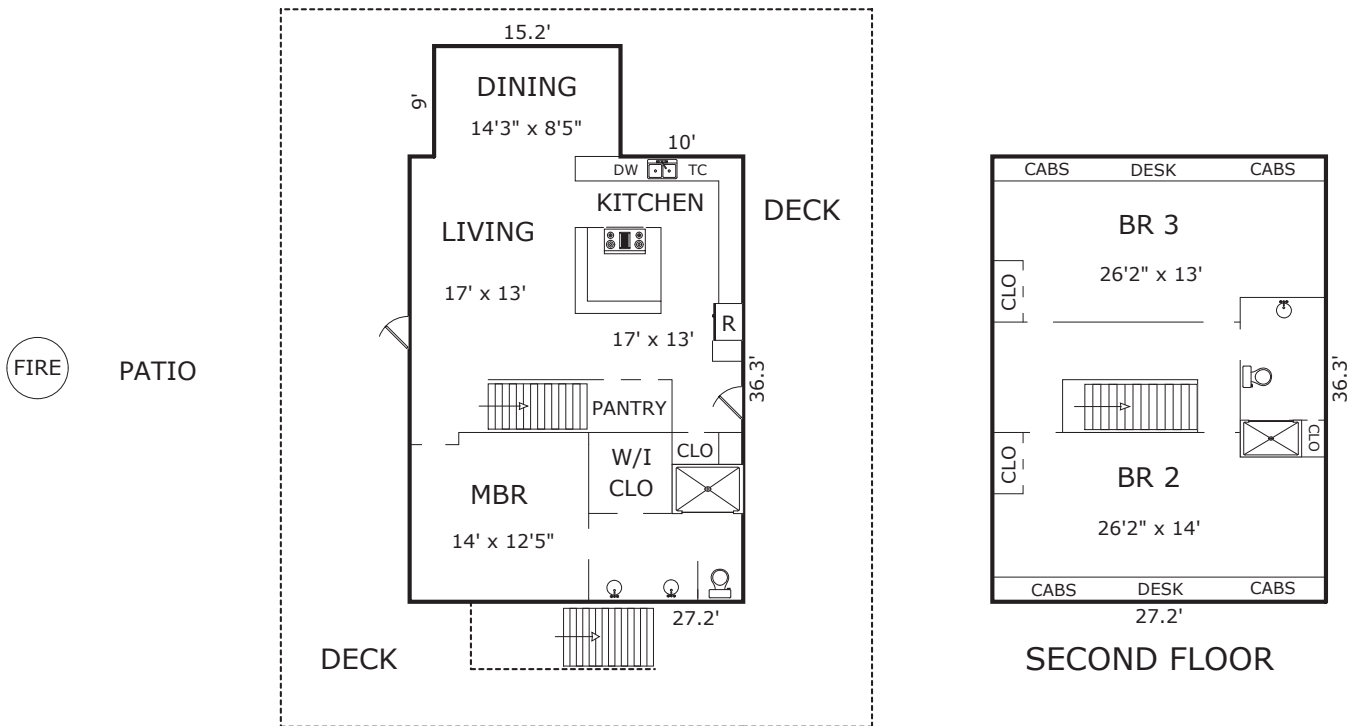 15.2'
DINING
14'3" x 8'5"
9'
10'
DW
TC
KITCHEN
DECK
LIVING
17' x 13'
R
17' x 13'
36.3'
FIRE
PATIO
PANTRY
W/I
CLO
CLO
MBR
14' x 12'5"
27.2'
DECK
CABS
DESK
CABS
BR 3
26'2" x 13'
CLO
36.3'
CLO
CLO
BR 2
26'2" x 14'
CABS
DESK
CABS
27.2'
SECOND FLOOR